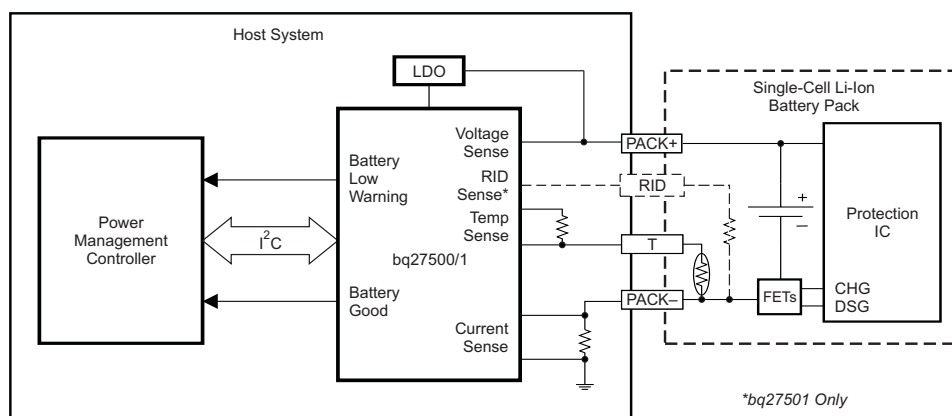 Host System
LDO
Single-Cell Li-Ion
Battery Pack
Voltage
Sense
PACK+
Battery
Low
Warning
RID
Sense*
RID
Temp
Sense
Power
Management
Controller
I²C
bq27500/1
T
+
–
Protection
IC
Battery
Good
PACK–
FETs
CHG
DSG
Current
Sense
*bq27501 Only